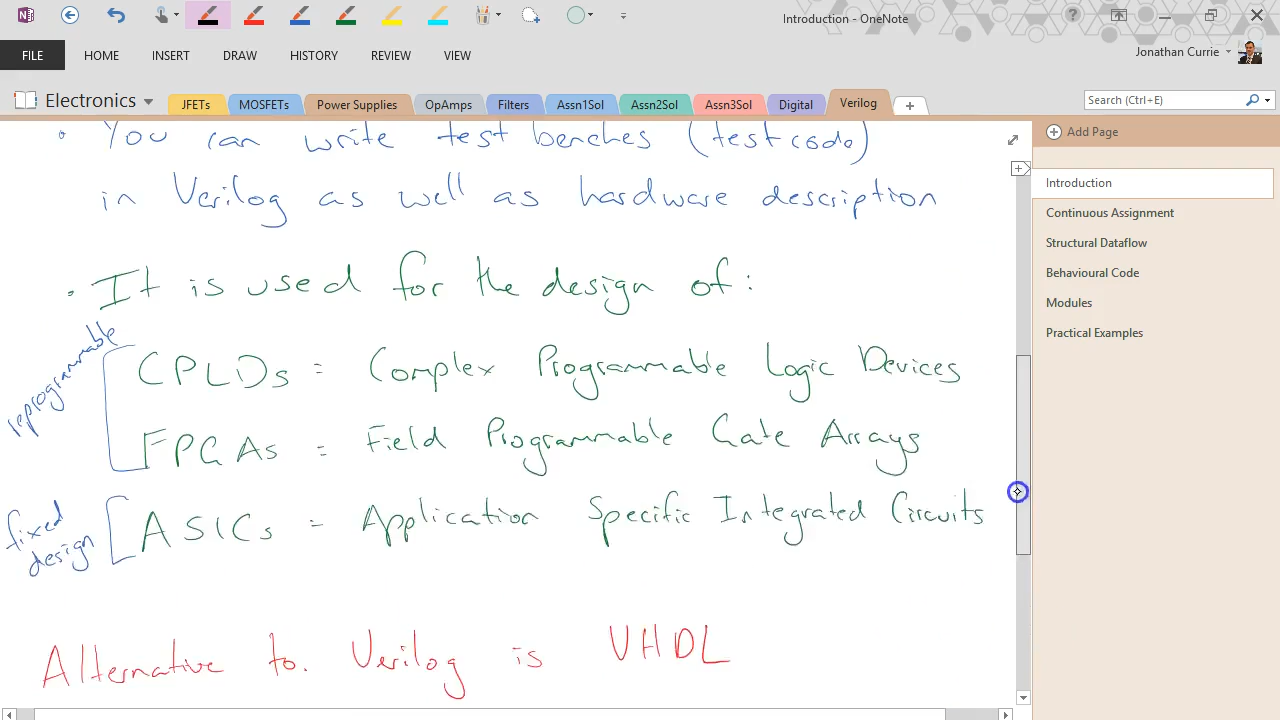 Introduction - OneNote
Jonathan Currie
FILE HOME INSERT DRAW HISTORY REVIEW VIEW
Electronics JFETs MOSFETs Power Supplies OpAmps Filters Assn1Sol Assn2Sol Assn3Sol Digital Verilog
Search (Ctrl+E)
Add Page
Introduction
Continuous Assignment
Structural Dataflow
Behavioural Code
Modules
Practical Examples
• You can write test benches (test code)
in Verilog as well as hardware description
• It is used for the design of:
reprogrammable
CPLDs = Complex Programmable Logic Devices
FPGAs = Field Programmable Gate Arrays
fixed
design
ASICs = Application Specific Integrated Circuits
Alternative to. Verilog is VHDL